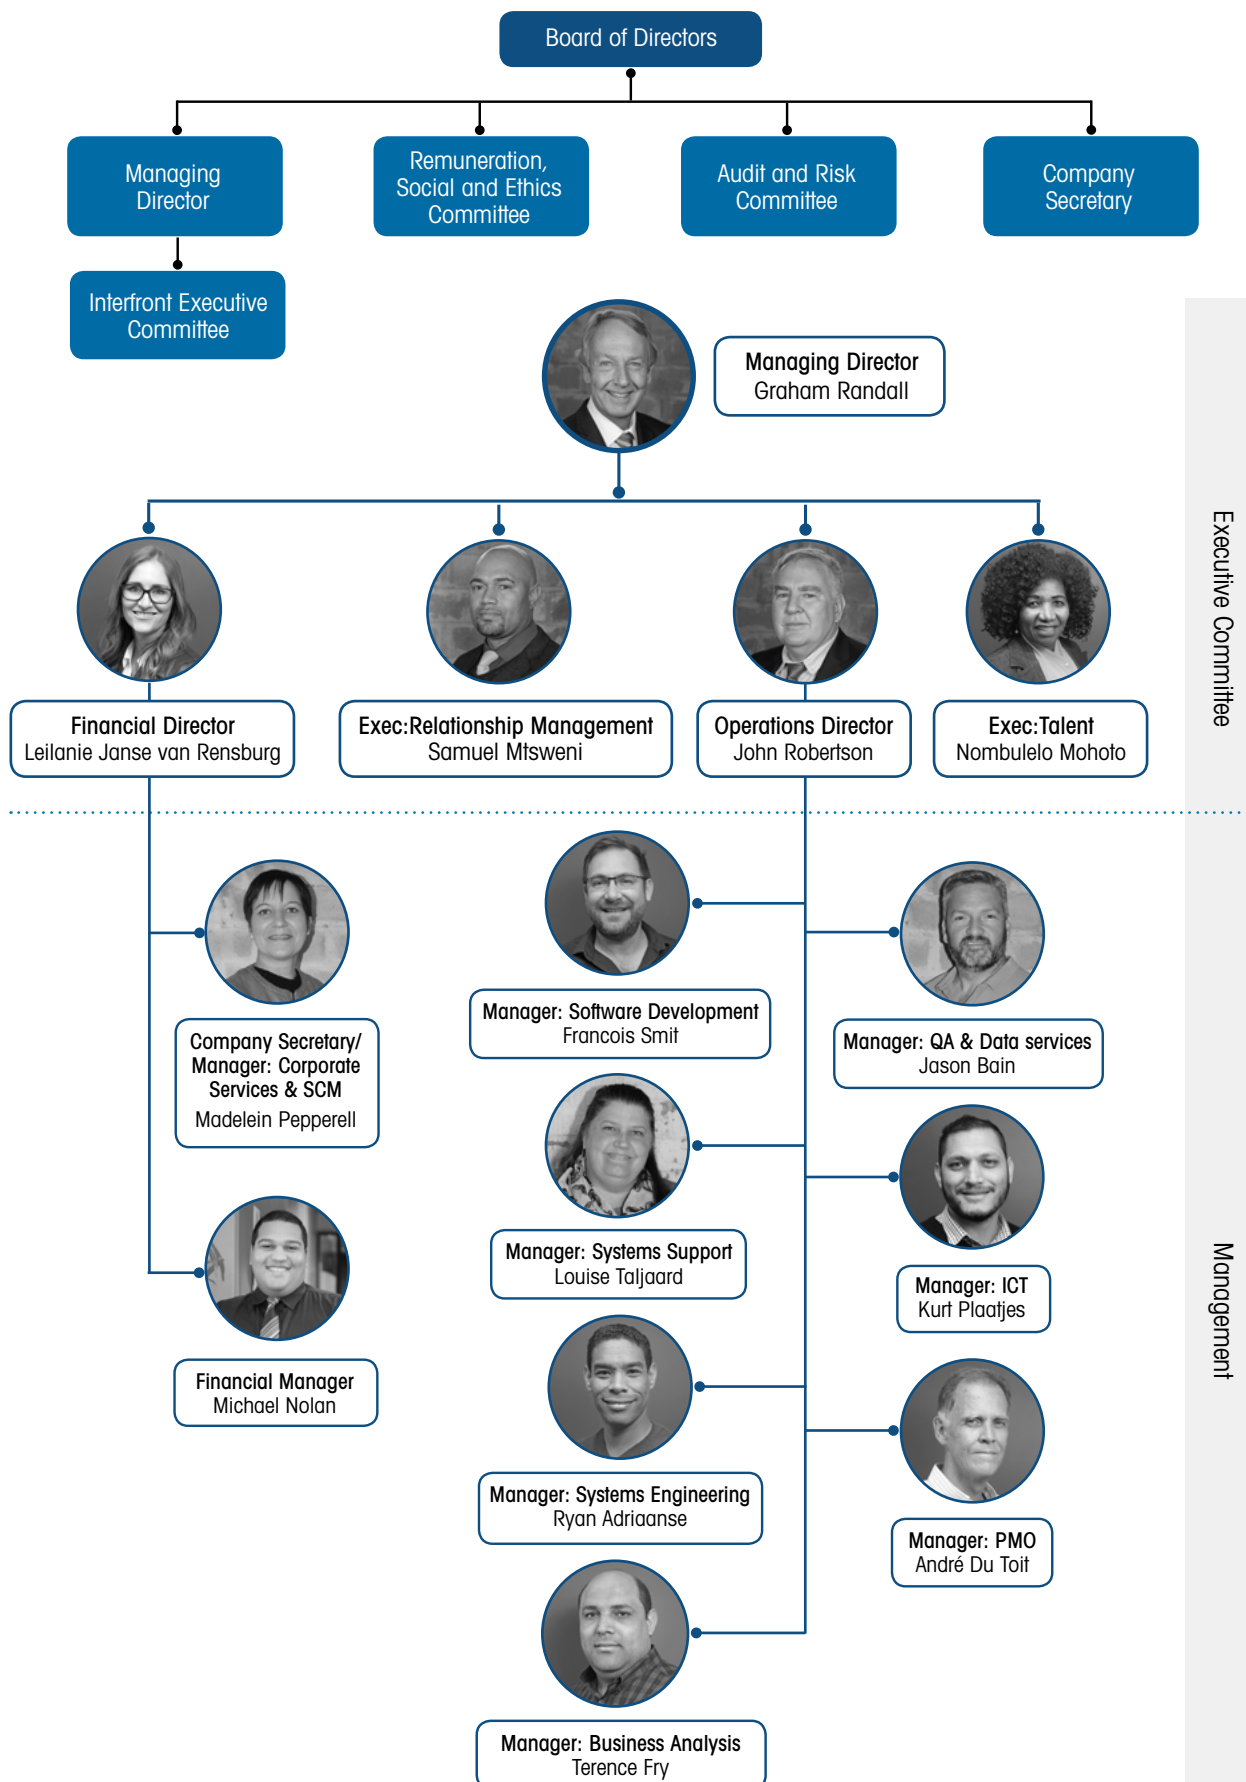 Board of Directors
Managing
Director
Remuneration,
Social and Ethics
Committee
Audit and Risk
Committee
Company
Secretary
Interfront Executive
Committee
Managing Director
Graham Randall
Executive Committee
Financial Director
Leilanie Janse van Rensburg
Exec:Relationship Management
Samuel Mtsweni
Operations Director
John Robertson
Exec:Talent
Nombulelo Mohoto
Management
Company Secretary/
Manager: Corporate
Services & SCM
Madelein Pepperell
Financial Manager
Michael Nolan
Manager: Software Development
Francois Smit
Manager: QA & Data services
Jason Bain
Manager: Systems Support
Louise Taljaard
Manager: ICT
Kurt Plaatjes
Manager: Systems Engineering
Ryan Adriaanse
Manager: PMO
André Du Toit
Manager: Business Analysis
Terence Fry